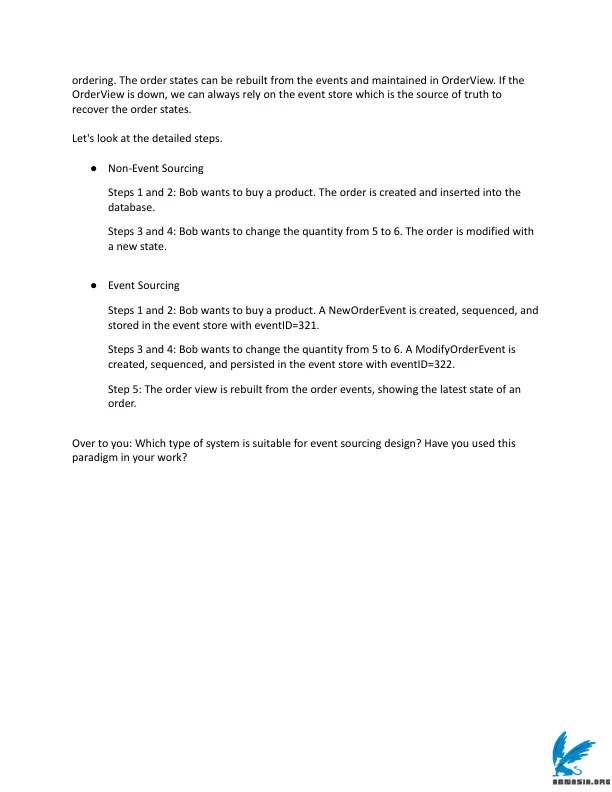 ordering. The order states can be rebuilt from the events and maintained in OrderView. If the
OrderView is down, we can always rely on the event store which is the source of truth to
recover the order states.
Let's look at the detailed steps.
● Non-Event Sourcing
Steps 1 and 2: Bob wants to buy a product. The order is created and inserted into the
database.
Steps 3 and 4: Bob wants to change the quantity from 5 to 6. The order is modified with
a new state.
● Event Sourcing
Steps 1 and 2: Bob wants to buy a product. A NewOrderEvent is created, sequenced, and
stored in the event store with eventID=321.
Steps 3 and 4: Bob wants to change the quantity from 5 to 6. A ModifyOrderEvent is
created, sequenced, and persisted in the event store with eventID=322.
Step 5: The order view is rebuilt from the order events, showing the latest state of an
order.
Over to you: Which type of system is suitable for event sourcing design? Have you used this
paradigm in your work?
ABNASIA.ORG